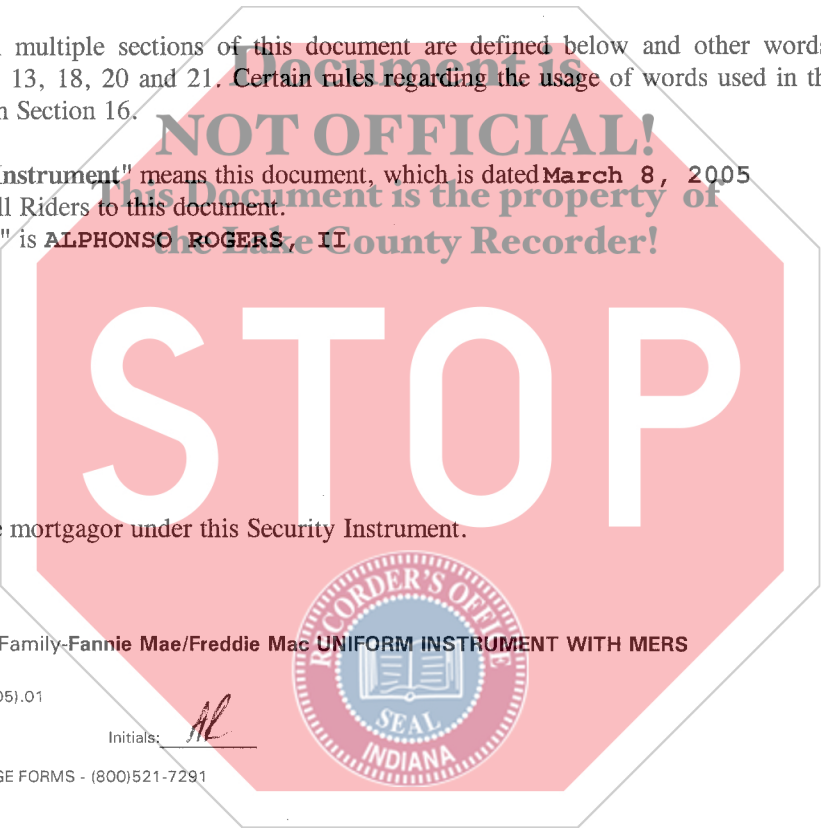 multiple sections of this document are defined below and other words
13, 18, 20 and 21. Certain rules regarding the usage of words used in th
n Section 16.
Document is
NOT OFFICIAL!
This Document is the property of
the Lake County Recorder!
Instrument" means this document, which is dated March 8, 2005
ll Riders to this document.
" is ALPHONSO ROGERS, II
STOP
e mortgagor under this Security Instrument.
RECORDER'S OFFICE
SEAL
INDIANA
Family-Fannie Mae/Freddie Mac UNIFORM INSTRUMENT WITH MERS
05).01
Initials: AR
GE FORMS - (800)521-7291